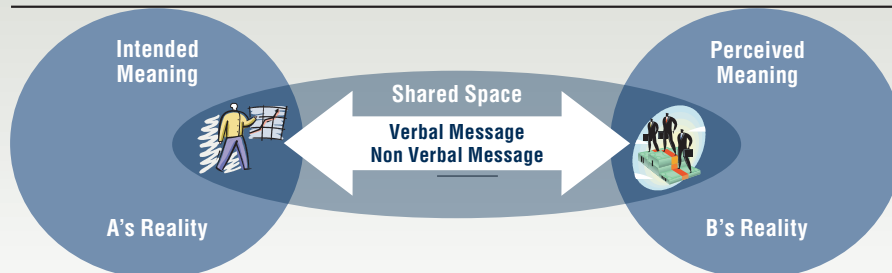 Intended
Meaning
Perceived
Meaning
Shared Space
Verbal Message
Non Verbal Message
A's Reality
B's Reality